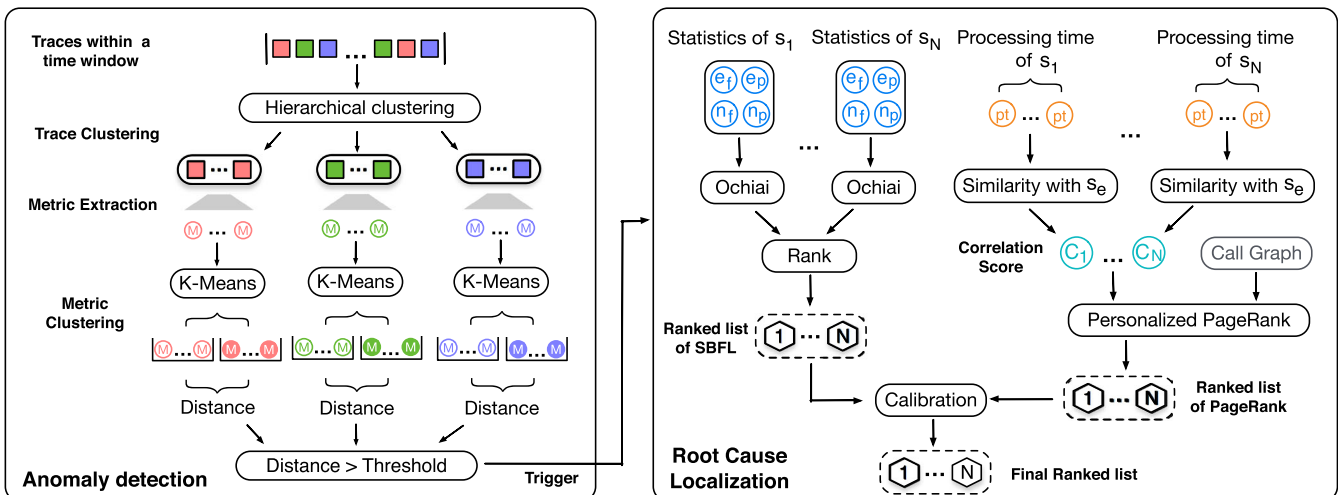 Traces within a
time window
...
Hierarchical clustering
Trace Clustering
... ... ...
Metric Extraction
M ... M M ... M M ... M
K-Means K-Means K-Means
Metric
Clustering
M ... M M ... M M ... M M ... M M ... M M ... M
Distance Distance Distance
Distance > Threshold
Anomaly detection
Trigger
Statistics of s1 Statistics of sN
ef ep ef ep
nf np nf np
...
Ochiai Ochiai
Rank
Ranked list
of SBFL
1 ... N
Processing time
of s1
Processing time
of sN
pt ... pt pt ... pt
...
Similarity with se Similarity with se
Correlation
Score
C1 ... CN
Call Graph
Personalized PageRank
1 ... N
Ranked list
of PageRank
Calibration
1 ... N
Final Ranked list
Root Cause
Localization